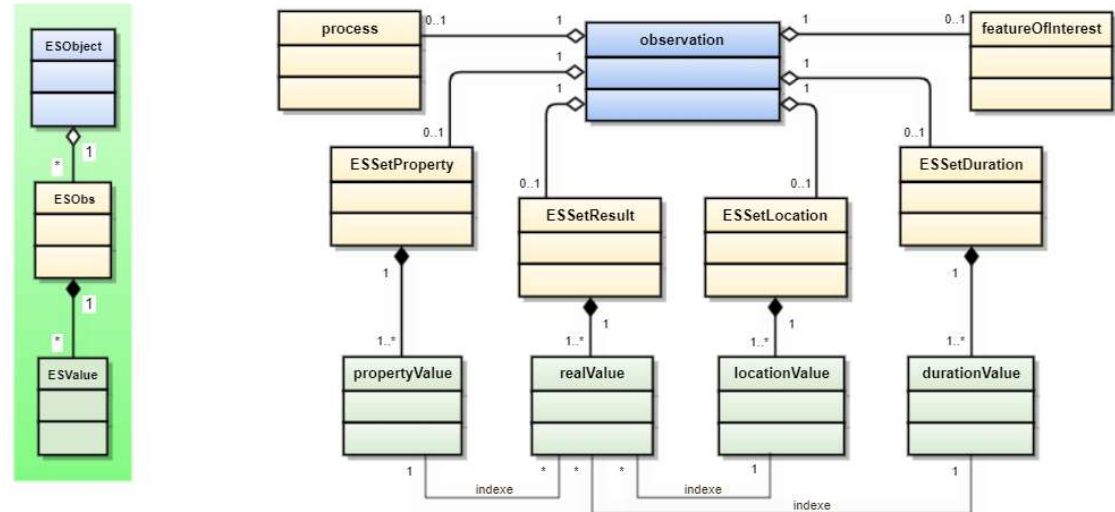 ESObject
1
*
ESObs
1
*
ESValue
process
0..1
1
observation
1
0..1
featureOfInterest
1
1
1
1
0..1
0..1
0..1
0..1
ESSetProperty
ESSetResult
ESSetLocation
ESSetDuration
1
1
1
1
1..*
1..*
1..*
1..*
propertyValue
realValue
locationValue
durationValue
1
*
*
*
1
1
indexe
indexe
indexe